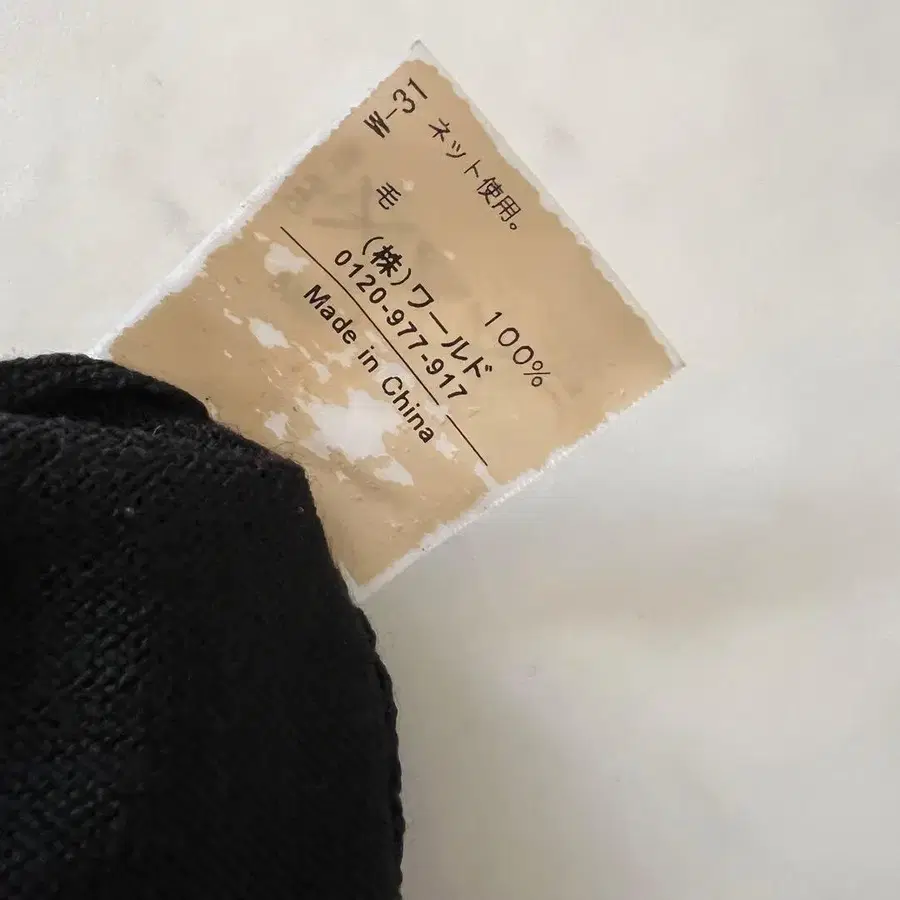 W-31
ネット使用。
毛 100%
(株)ワールド
0120-977-917
Made in China